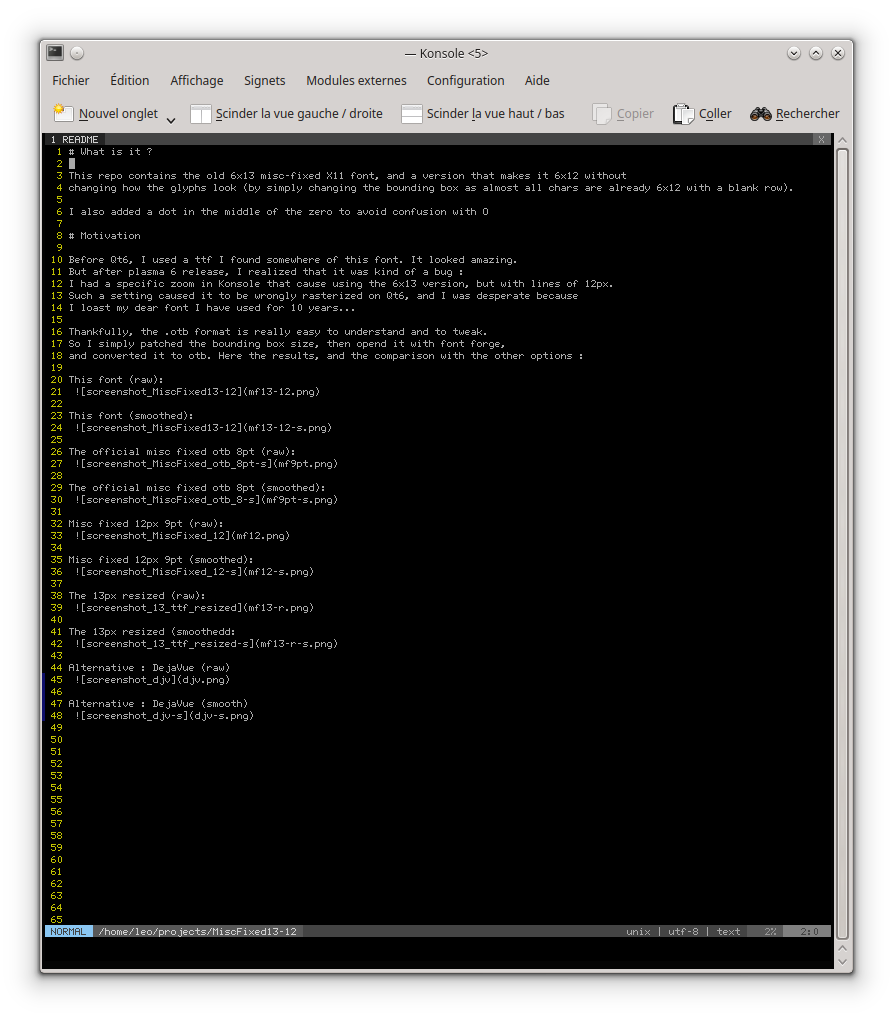 — Konsole <5>
Fichier Édition Affichage Signets Modules externes Configuration Aide
Nouvel onglet Scinder la vue gauche / droite Scinder la vue haut / bas Copier Coller Rechercher
1 README X
1 # What is it ?
2
3 This repo contains the old 6x13 misc-fixed X11 font, and a version that makes it 6x12 without
4 changing how the glyphs look (by simply changing the bounding box as almost all chars are already 6x12 with a blank row).
5
6 I also added a dot in the middle of the zero to avoid confusion with O
7
8 # Motivation
9
10 Before Qt6, I used a ttf I found somewhere of this font. It looked amazing.
11 But after plasma 6 release, I realized that it was kind of a bug :
12 I had a specific zoom in Konsole that cause using the 6x13 version, but with lines of 12px.
13 Such a setting caused it to be wrongly rasterized on Qt6, and I was desperate because
14 I loast my dear font I have used for 10 years...
15
16 Thankfully, the .otb format is really easy to understand and to tweak.
17 So I simply patched the bounding box size, then opend it with font forge,
18 and converted it to otb. Here the results, and the comparison with the other options :
19
20 This font (raw):
21 ![screenshot_MiscFixed13-12](mf13-12.png)
22
23 This font (smoothed):
24 ![screenshot_MiscFixed13-12](mf13-12-s.png)
25
26 The official misc fixed otb 8pt (raw):
27 ![screenshot_MiscFixed_otb_8pt-s](mf9pt.png)
28
29 The official misc fixed otb 8pt (smoothed):
30 ![screenshot_MiscFixed_otb_8-s](mf9pt-s.png)
31
32 Misc fixed 12px 9pt (raw):
33 ![screenshot_MiscFixed_12](mf12.png)
34
35 Misc fixed 12px 9pt (smoothed):
36 ![screenshot_MiscFixed_12-s](mf12-s.png)
37
38 The 13px resized (raw):
39 ![screenshot_13_ttf_resized](mf13-r.png)
40
41 The 13px resized (smoothedd:
42 ![screenshot_13_ttf_resized-s](mf13-r-s.png)
43
44 Alternative : DejaVue (raw)
45 ![screenshot_djv](djv.png)
46
47 Alternative : DejaVue (smooth)
48 ![screenshot_djv-s](djv-s.png)
49
50
51
52
53
54
55
56
57
58
59
60
61
62
63
64
65
NORMAL /home/leo/projects/MiscFixed13-12 unix | utf-8 | text 2% 2:0